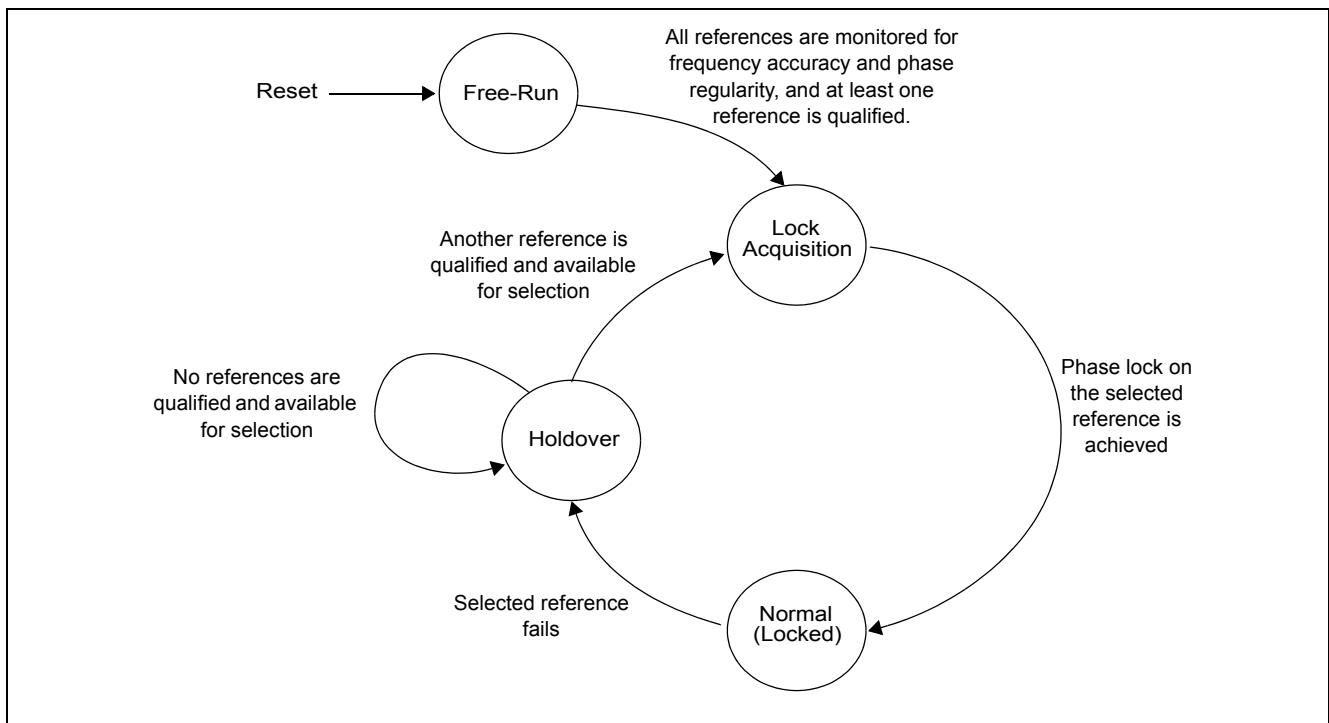 All references are monitored for
frequency accuracy and phase
regularity, and at least one
reference is qualified.
Reset
Free-Run
Lock
Acquisition
Another reference is
qualified and available
for selection
No references are
qualified and available
for selection
Holdover
Phase lock on
the selected
reference is
achieved
Selected reference
fails
Normal
(Locked)